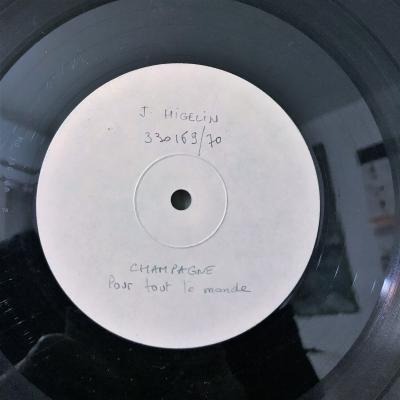 J. HIGELIN
330169/70
CHAMPAGNE
Pour tout le monde